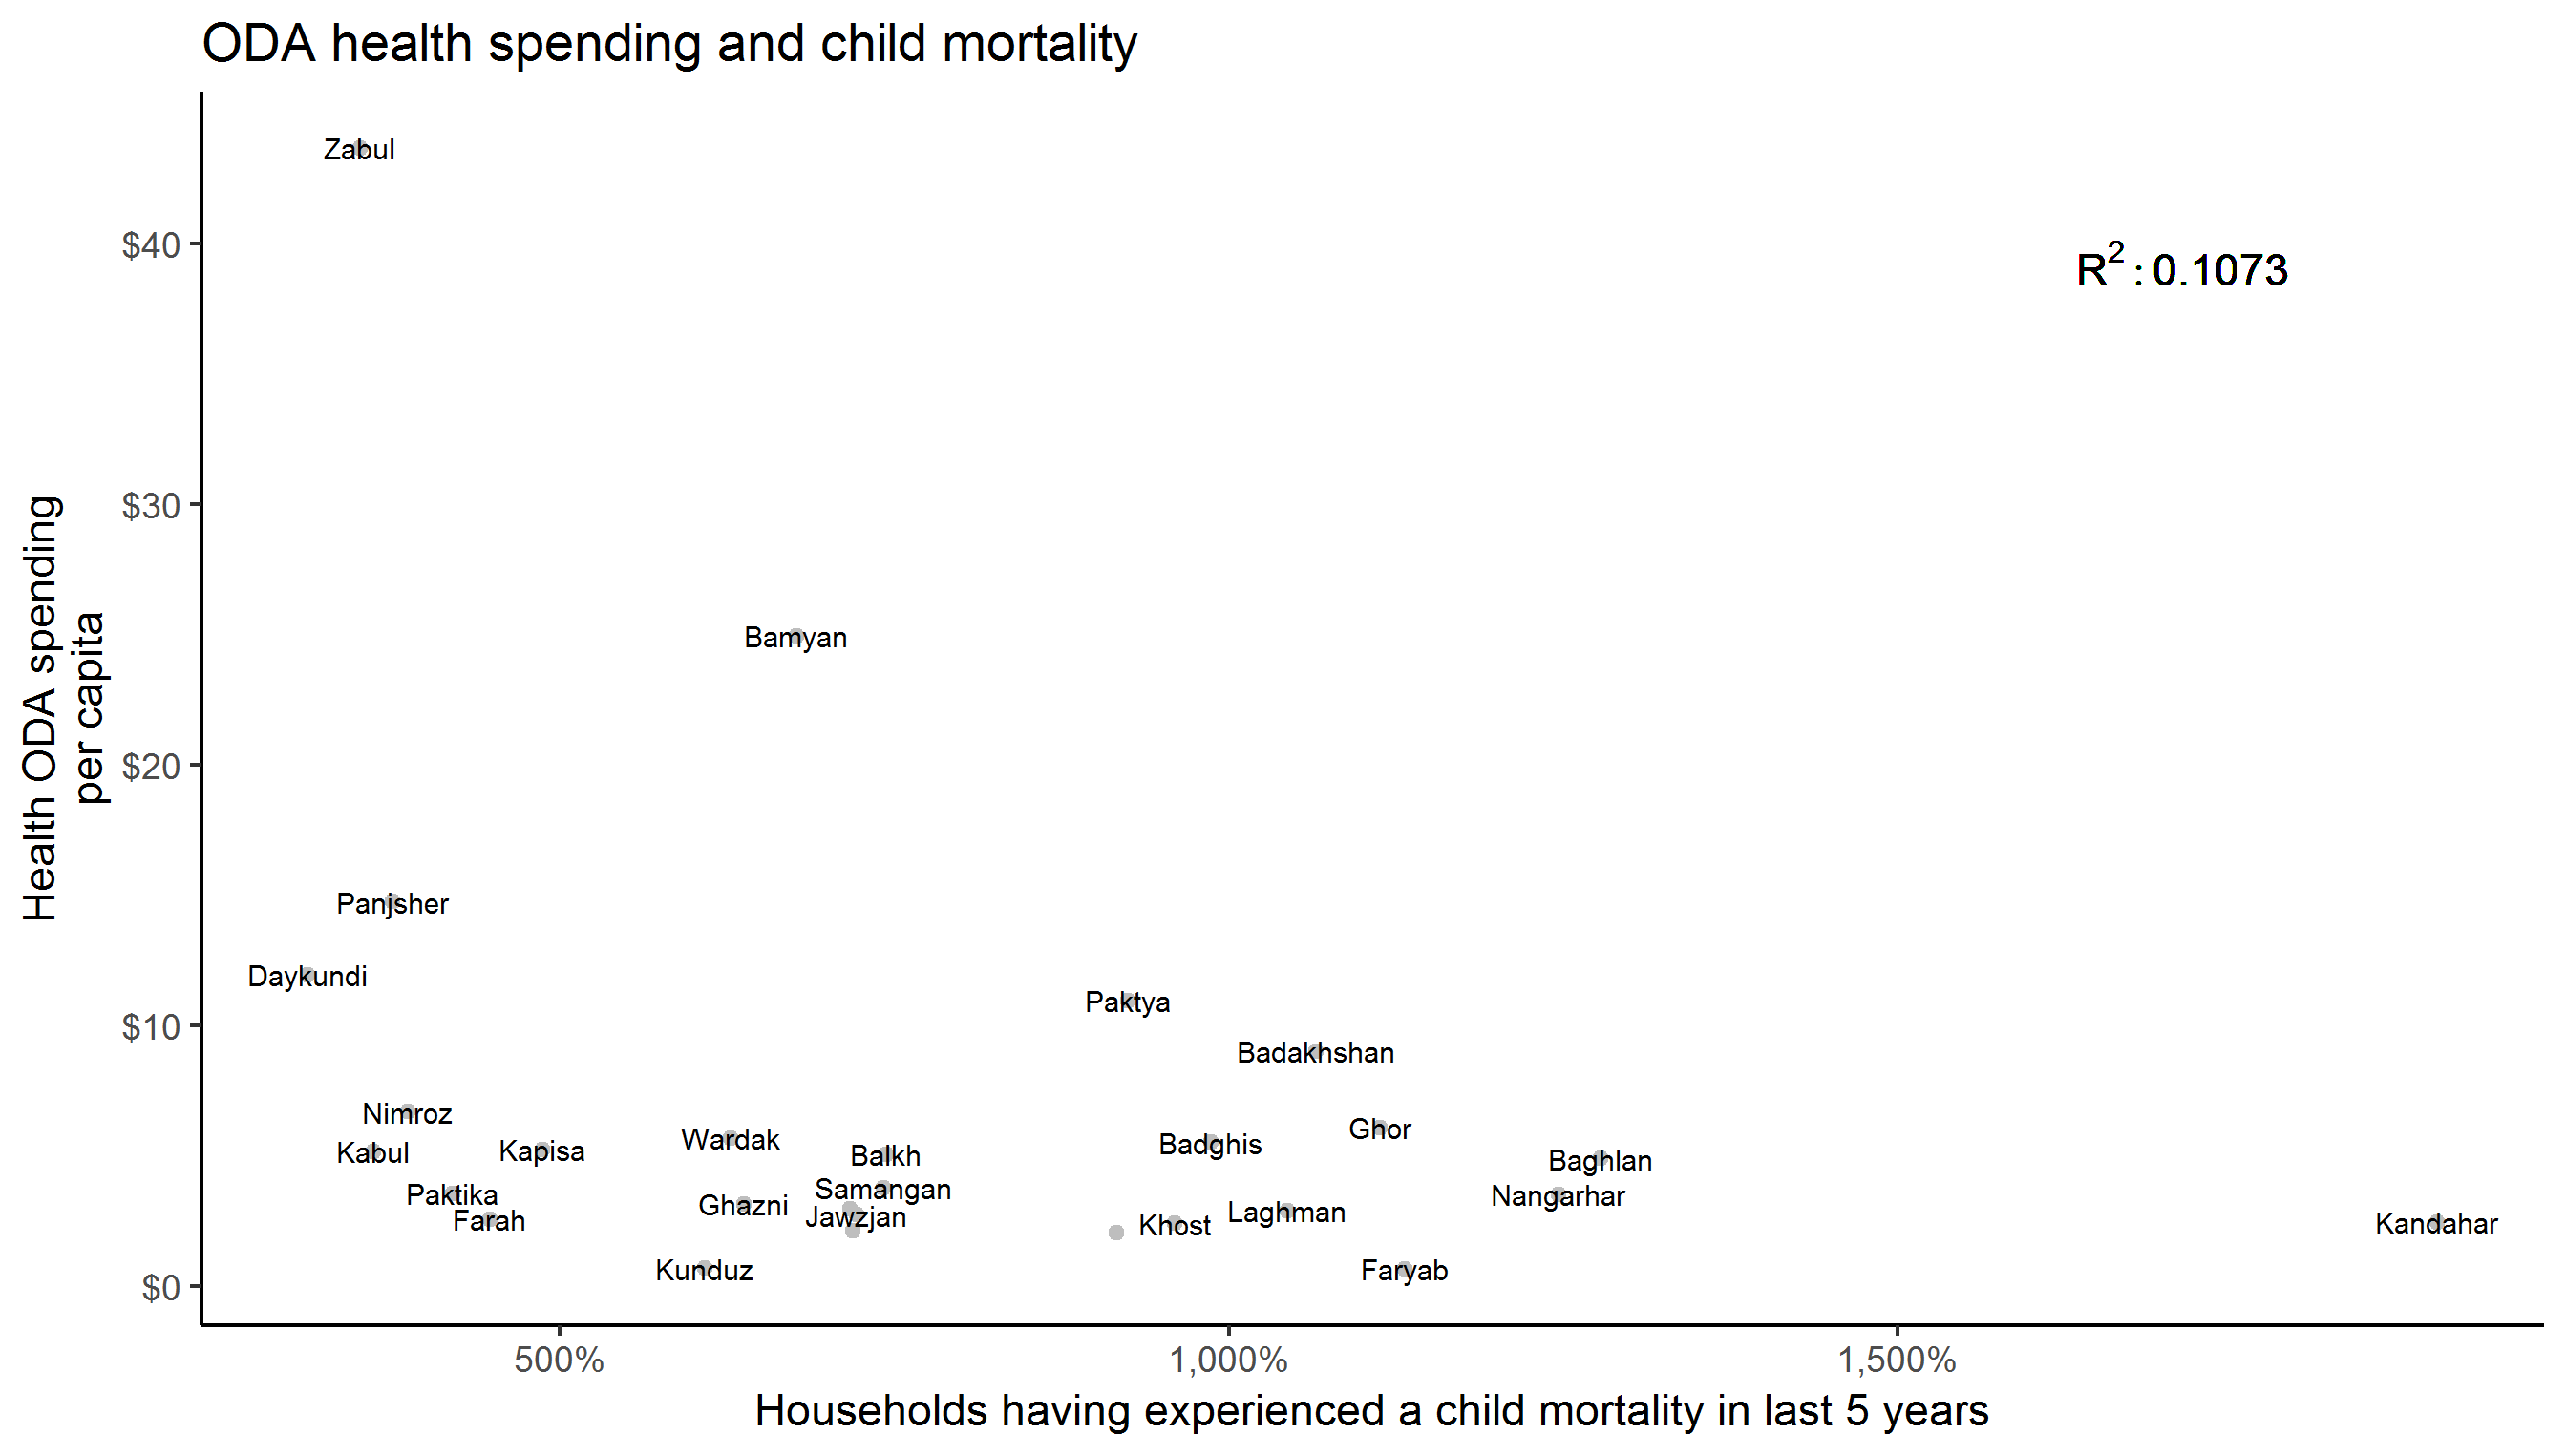 ODA health spending and child mortality
Zabul
$40
R²: 0.1073
$30
Bamyan
$20
Panjsher
Daykundi
Paktya
$10
Badakhshan
Nimroz
Ghor
Wardak
Badghis
Kabul
Kapisa
Balkh
Baghlan
Samangan
Paktika
Nangarhar
Ghazni
Laghman
Jawzjan
Farah
Khost
Kandahar
Kunduz
Faryab
$0
500%
1,000%
1,500%
Households having experienced a child mortality in last 5 years
Health ODA spending
per capita